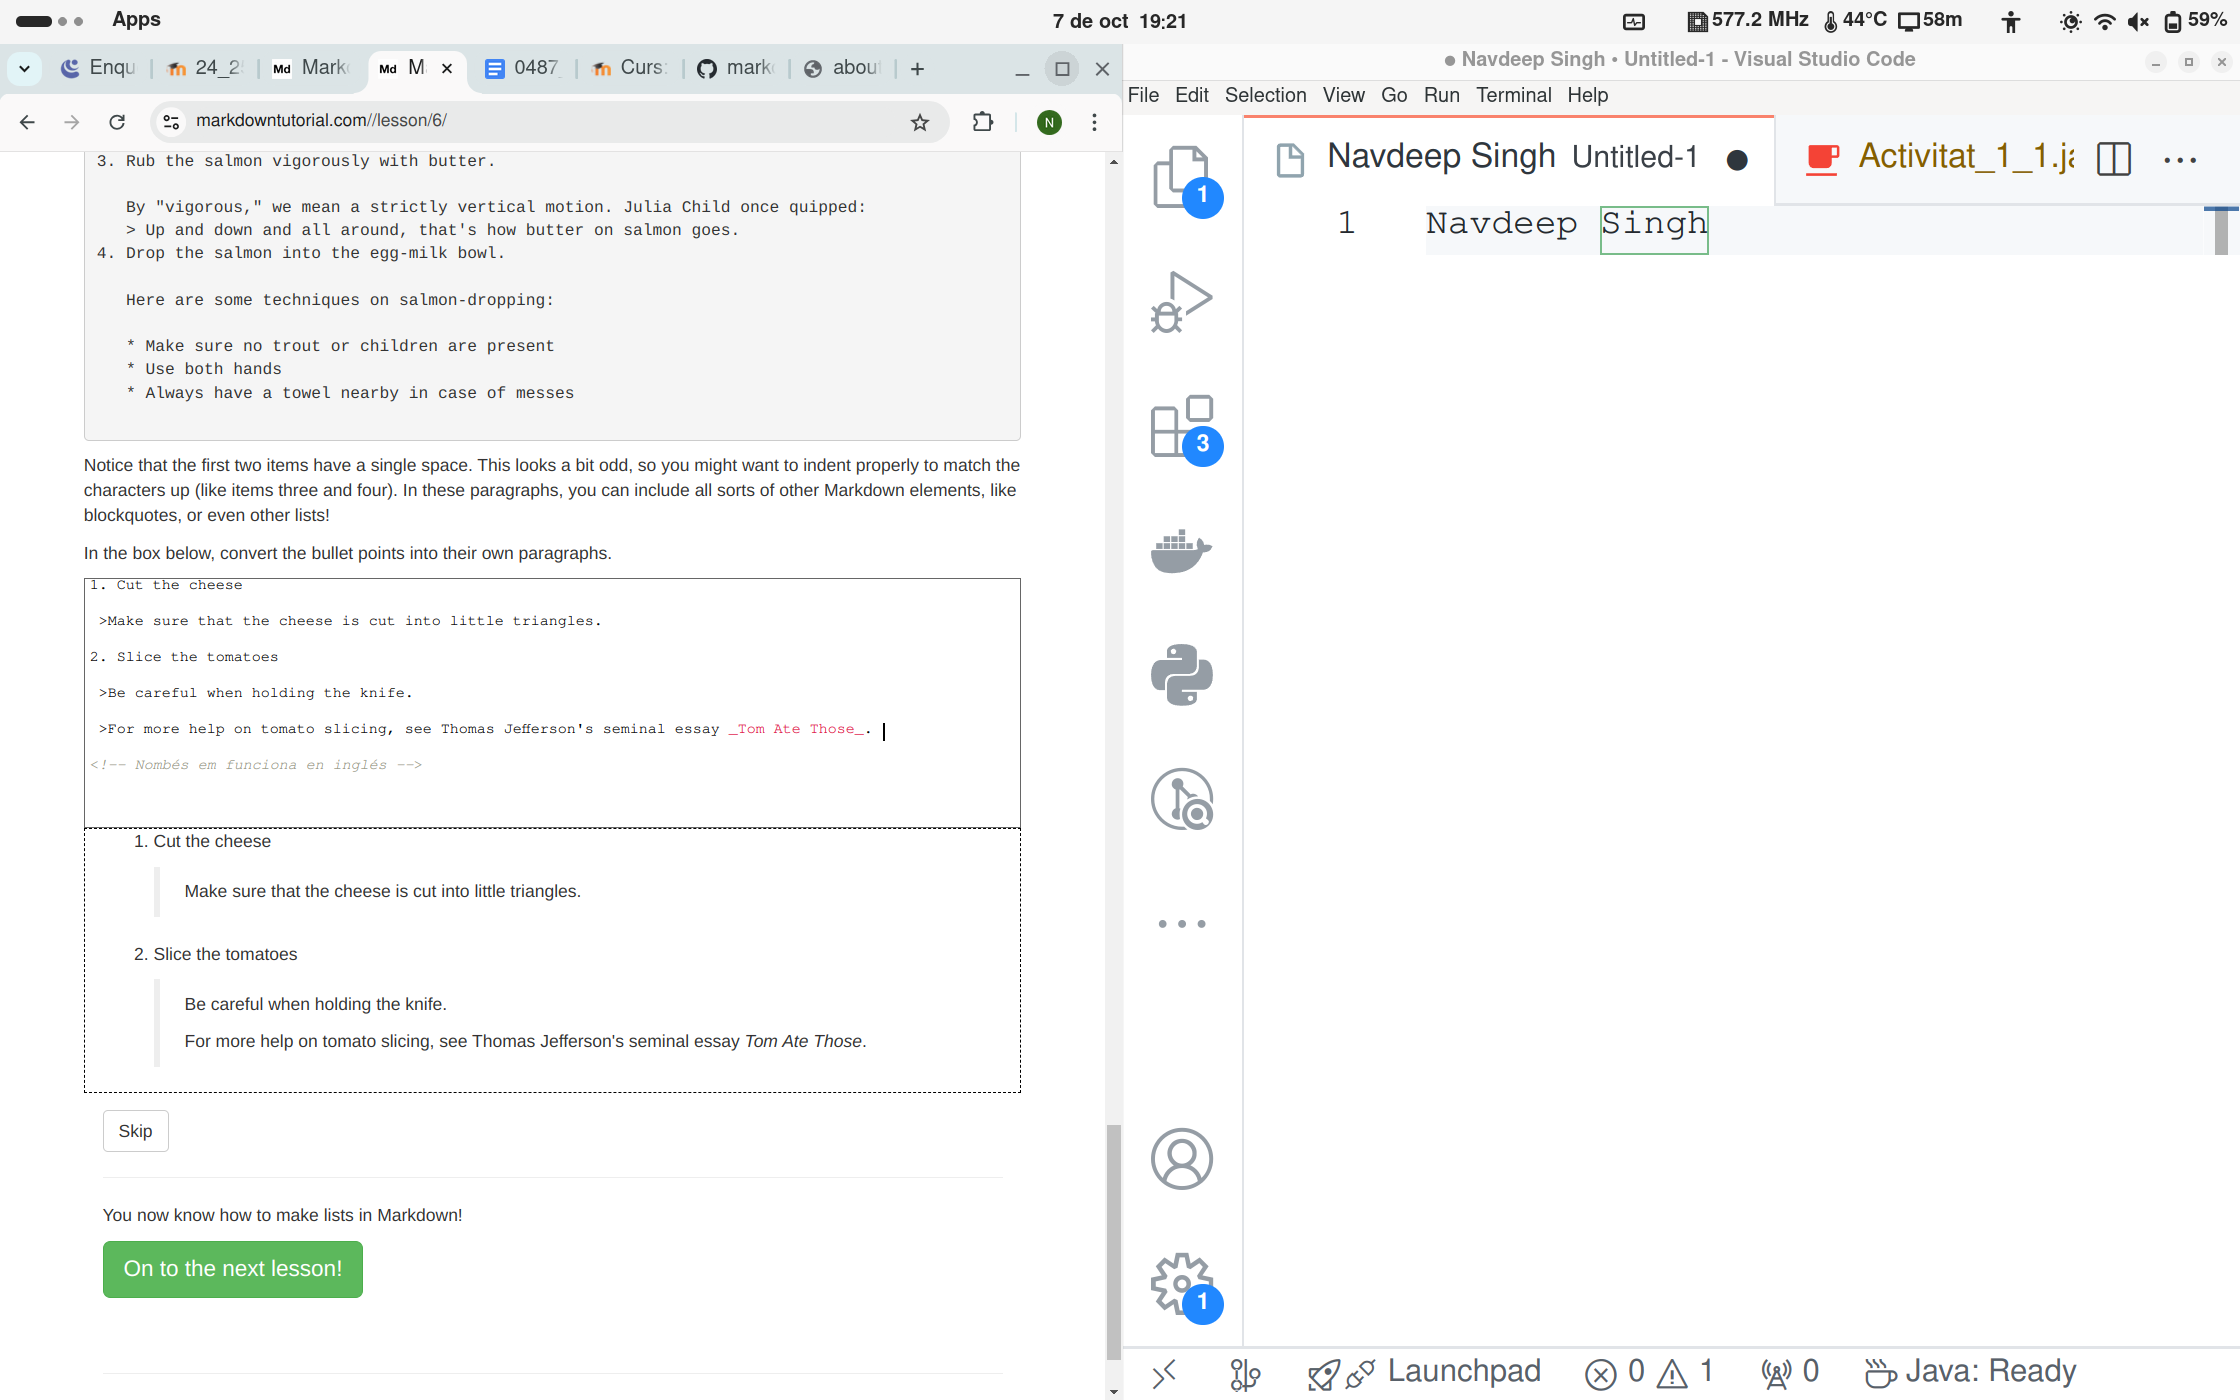 Apps
7 de oct 19:21
577.2 MHz 44°C 58m 59%
Enqu 24_2 Mark M 0487 Curs: mark abou
markdowntutorial.com//lesson/6/
N
3. Rub the salmon vigorously with butter.
By "vigorous," we mean a strictly vertical motion. Julia Child once quipped:
> Up and down and all around, that's how butter on salmon goes.
4. Drop the salmon into the egg-milk bowl.
Here are some techniques on salmon-dropping:
* Make sure no trout or children are present
* Use both hands
* Always have a towel nearby in case of messes
Notice that the first two items have a single space. This looks a bit odd, so you might want to indent properly to match the
characters up (like items three and four). In these paragraphs, you can include all sorts of other Markdown elements, like
blockquotes, or even other lists!
In the box below, convert the bullet points into their own paragraphs.
1. Cut the cheese
>Make sure that the cheese is cut into little triangles.
2. Slice the tomatoes
>Be careful when holding the knife.
>For more help on tomato slicing, see Thomas Jefferson's seminal essay _Tom Ate Those_.
<!-- Nombés em funciona en inglés -->
1. Cut the cheese
Make sure that the cheese is cut into little triangles.
2. Slice the tomatoes
Be careful when holding the knife.
For more help on tomato slicing, see Thomas Jefferson's seminal essay Tom Ate Those.
Skip
You now know how to make lists in Markdown!
On to the next lesson!
● Navdeep Singh • Untitled-1 - Visual Studio Code
File Edit Selection View Go Run Terminal Help
Navdeep Singh Untitled-1 ●
Activitat_1_1.ja
1 Navdeep Singh
1
3
1
Launchpad 0 1 0 Java: Ready